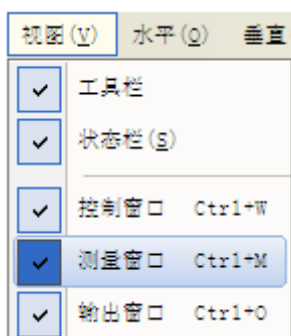 视图(V) 水平(O) 垂直
工具栏
状态栏(S)
控制窗口 Ctrl+W
测量窗口 Ctrl+M
输出窗口 Ctrl+O